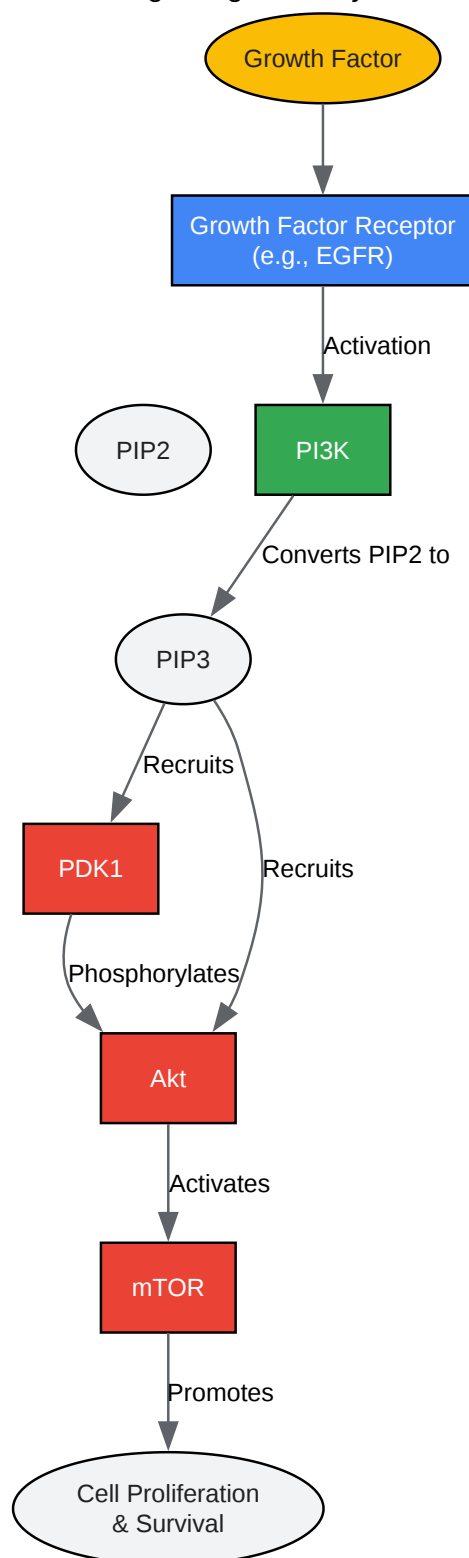 Growth Factor
Growth Factor Receptor
(e.g., EGFR)
Activation
PIP2
PI3K
Converts PIP2 to
PIP3
Recruits
PDK1
Recruits
Phosphorylates
Akt
Activates
mTOR
Promotes
Cell Proliferation
& Survival